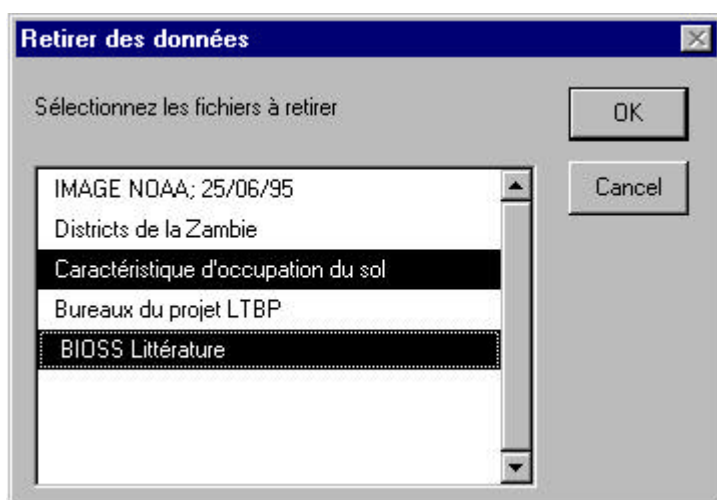 Retirer des données
Sélectionnez les fichiers à retirer
OK
Cancel
IMAGE NOAA; 25/06/95
Districts de la Zambie
Caractéristique d'occupation du sol
Bureaux du projet LTBP
BIOSS Littérature